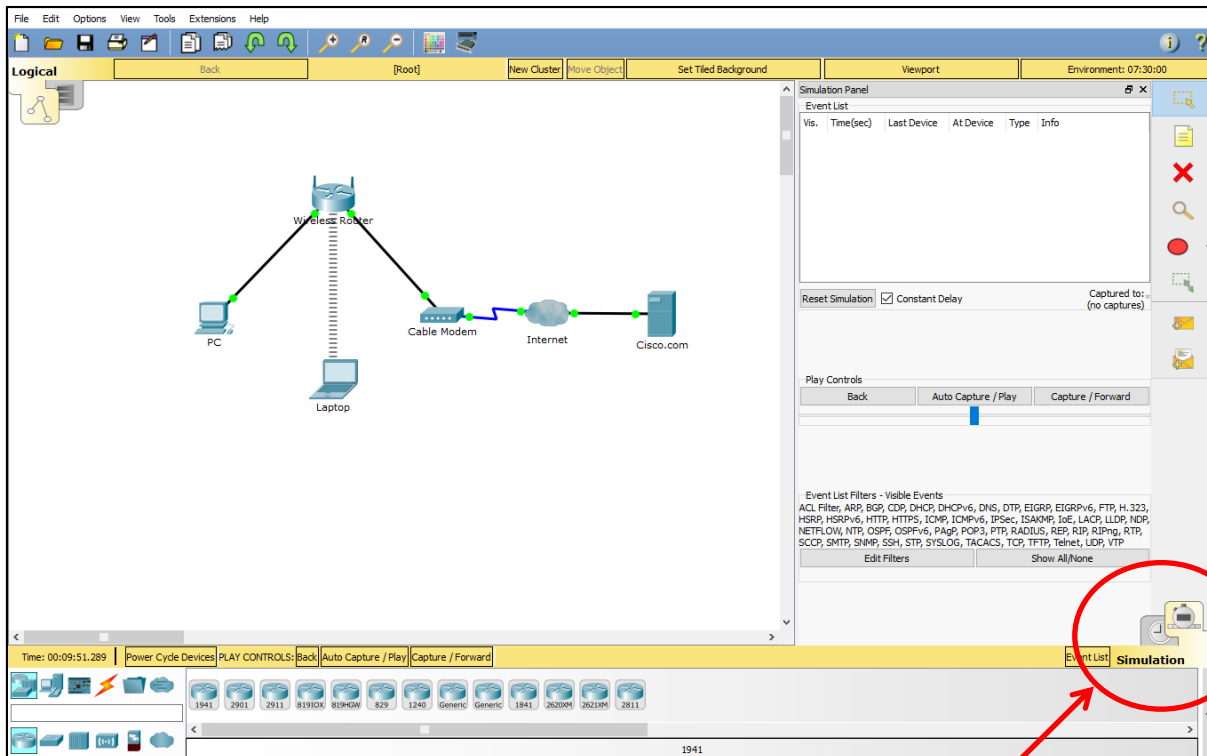 File Edit Options View Tools Extensions Help
Logical Back [Root] New Cluster Move Object Set Tiled Background Viewport Environment: 07:30:00
Simulation Panel
Event List
Vis. Time(sec) Last Device At Device Type Info
Wireless Router
PC
Cable Modem
Internet
Cisco.com
Laptop
Reset Simulation Constant Delay Captured to:
(no captures)
Play Controls
Back Auto Capture / Play Capture / Forward
Event List Filters - Visible Events
ACL Filter, ARP, BGP, CDP, DHCP, DHCPv6, DNS, DTP, EIGRP, EIGRPv6, FTP, H.323,
HSRP, HSRPv6, HTTP, HTTPS, ICMP, ICMPv6, IPSec, ISAKMP, IoE, LACP, LLDP, NDP,
NETFLOW, NTP, OSPF, OSPFv6, PAgP, POP3, PTP, RADIUS, REP, RIP, RIPng, RTP,
SCCP, SMTP, SNMP, SSH, STP, SYSLOG, TACACS, TCP, TFTP, Telnet, UDP, VTP
Edit Filters Show All/None
Time: 00:09:51.289 Power Cycle Devices PLAY CONTROLS: Back Auto Capture / Play Capture / Forward Event List Simulation
1941 2901 2911 819IOX 819HGW 829 1240 Generic Generic 1841 2620XM 2621XM 2811
1941